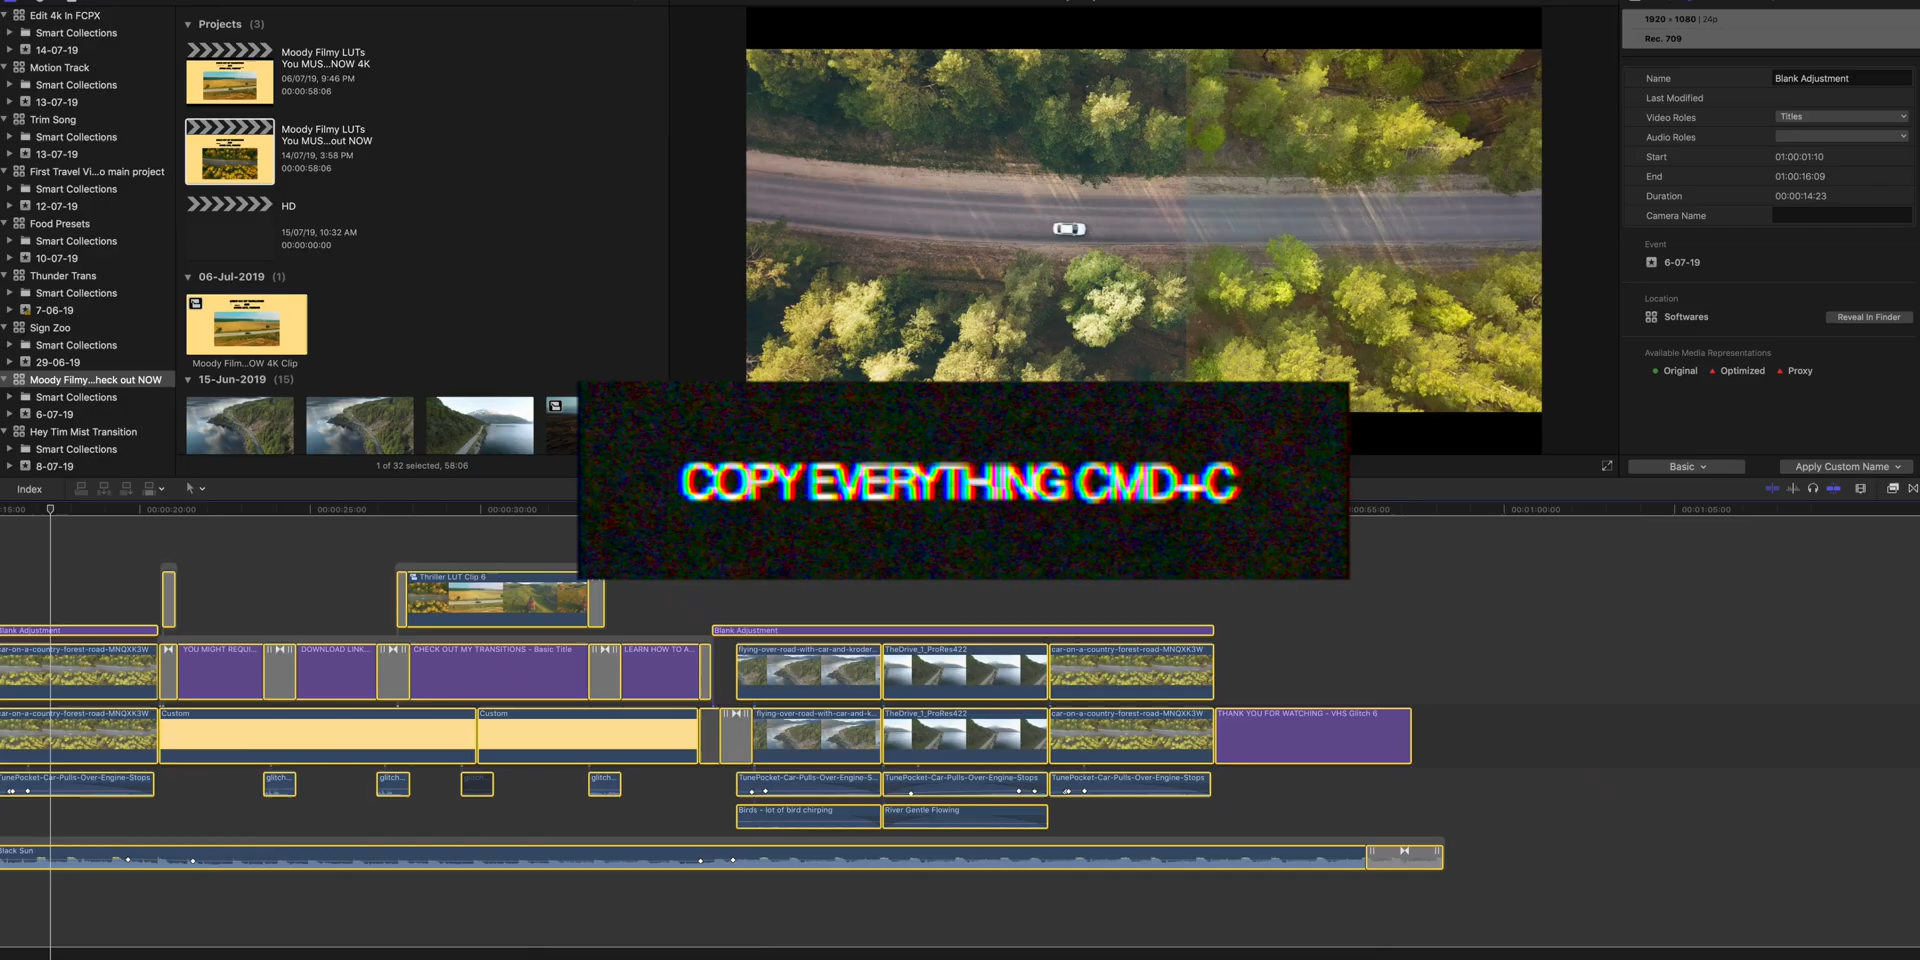 Edit 4k In FCPX
Smart Collections
14-07-19
Motion Track
Smart Collections
13-07-19
Trim Song
Smart Collections
13-07-19
First Travel Vi...o main project
Smart Collections
12-07-19
Food Presets
Smart Collections
10-07-19
Thunder Trans
Smart Collections
7-06-19
Sign Zoo
Smart Collections
29-06-19
Moody Filmy...heck out NOW
Smart Collections
6-07-19
Hey Tim Mist Transition
Smart Collections
8-07-19
Projects (3)
Moody Filmy LUTs
You MUS...NOW 4K
06/07/19, 9:46 PM
00:00:58:06
Moody Filmy LUTs
You MUS...out NOW
14/07/19, 3:58 PM
00:00:58:06
HD
15/07/19, 10:32 AM
00:00:00:00
06-Jul-2019 (1)
Moody Film...OW 4K Clip
15-Jun-2019 (15)
1 of 32 selected, 58:06
1920 × 1080 | 24p
Rec. 709
Name Blank Adjustment
Last Modified
Video Roles Titles
Audio Roles
Start 01:00:01:10
End 01:00:16:09
Duration 00:00:14:23
Camera Name
Event
6-07-19
Location
Softwares Reveal In Finder
Available Media Representations
Original Optimized Proxy
Basic Apply Custom Name
COPY EVERYTHING CMD+C
Index
:15:00 00:00:20:00 00:00:25:00 00:00:30:00 0:00:55:00 00:01:00:00 00:01:05:00
Thriller LUT Clip 6
Blank Adjustment Blank Adjustment
car-on-a-country-forest-road-MNQXK3W YOU MIGHT REQUI... DOWNLOAD LINK... CHECK OUT MY TRANSITIONS - Basic Title LEARN HOW TO A... flying-over-road-with-car-and-kroder... TheDrive_1_ProRes422 car-on-a-country-forest-road-MNQXK3W
car-on-a-country-forest-road-MNQXK3W Custom Custom flying-over-road-with-car-and-k... TheDrive_1_ProRes422 car-on-a-country-forest-road-MNQXK3W THANK YOU FOR WATCHING - VHS Glitch 6
TunePocket-Car-Pulls-Over-Engine-Stops glitch... glitch... glitch... glitch... TunePocket-Car-Pulls-Over-Engine-S... TunePocket-Car-Pulls-Over-Engine-Stops TunePocket-Car-Pulls-Over-Engine-Stops
Birds - lot of bird chirping River Gentle Flowing
Black Sun